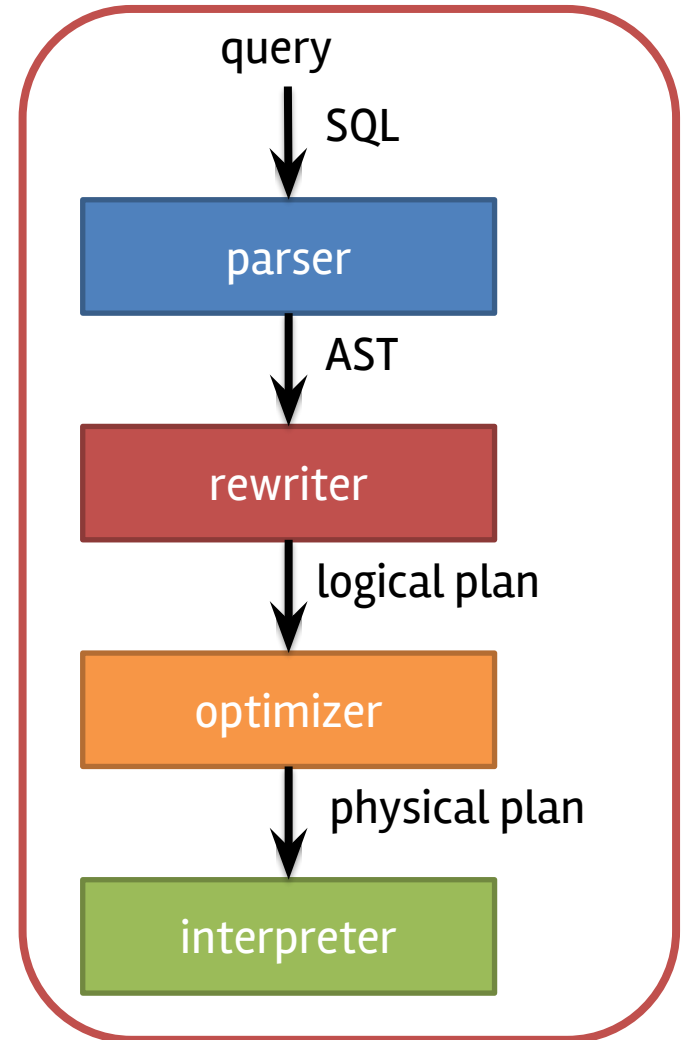 query
SQL
parser
AST
rewriter
logical plan
optimizer
physical plan
interpreter